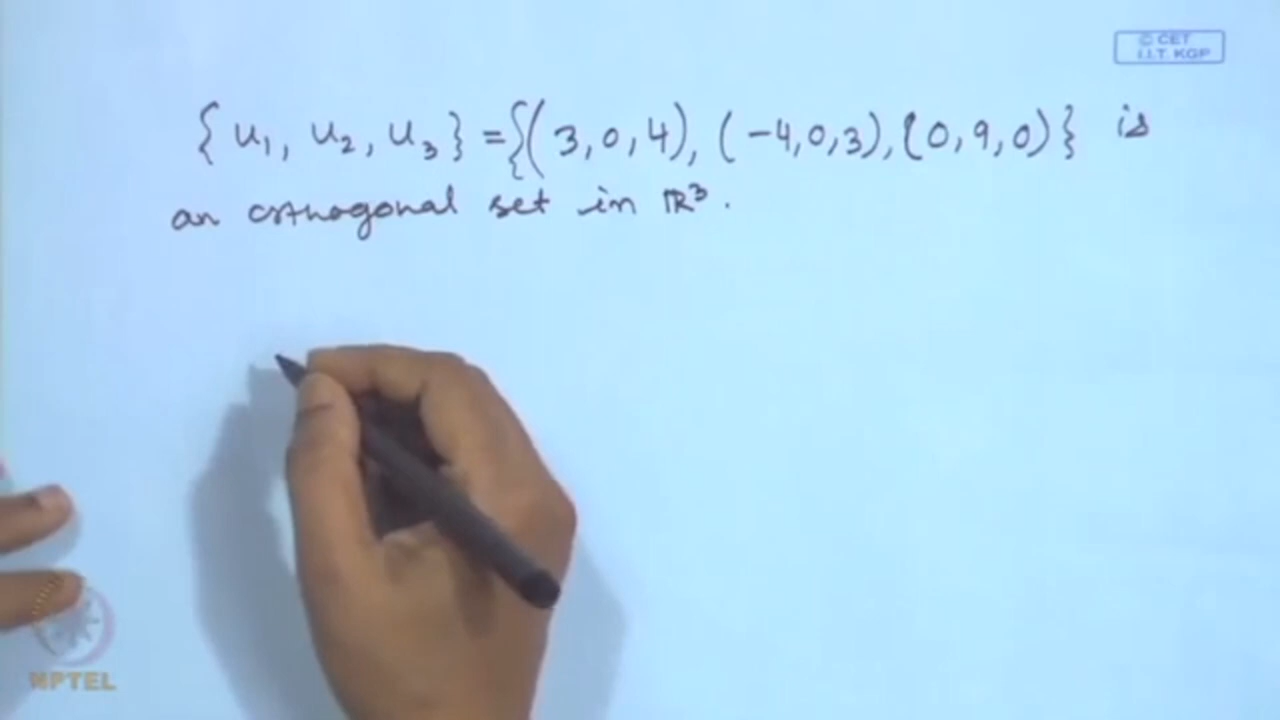 © CET
I.I.T. KGP
{ u₁, u₂, u₃ } = {(3,0,4), (-4,0,3), (0,9,0)} is
an orthogonal set in ℝ³.
NPTEL